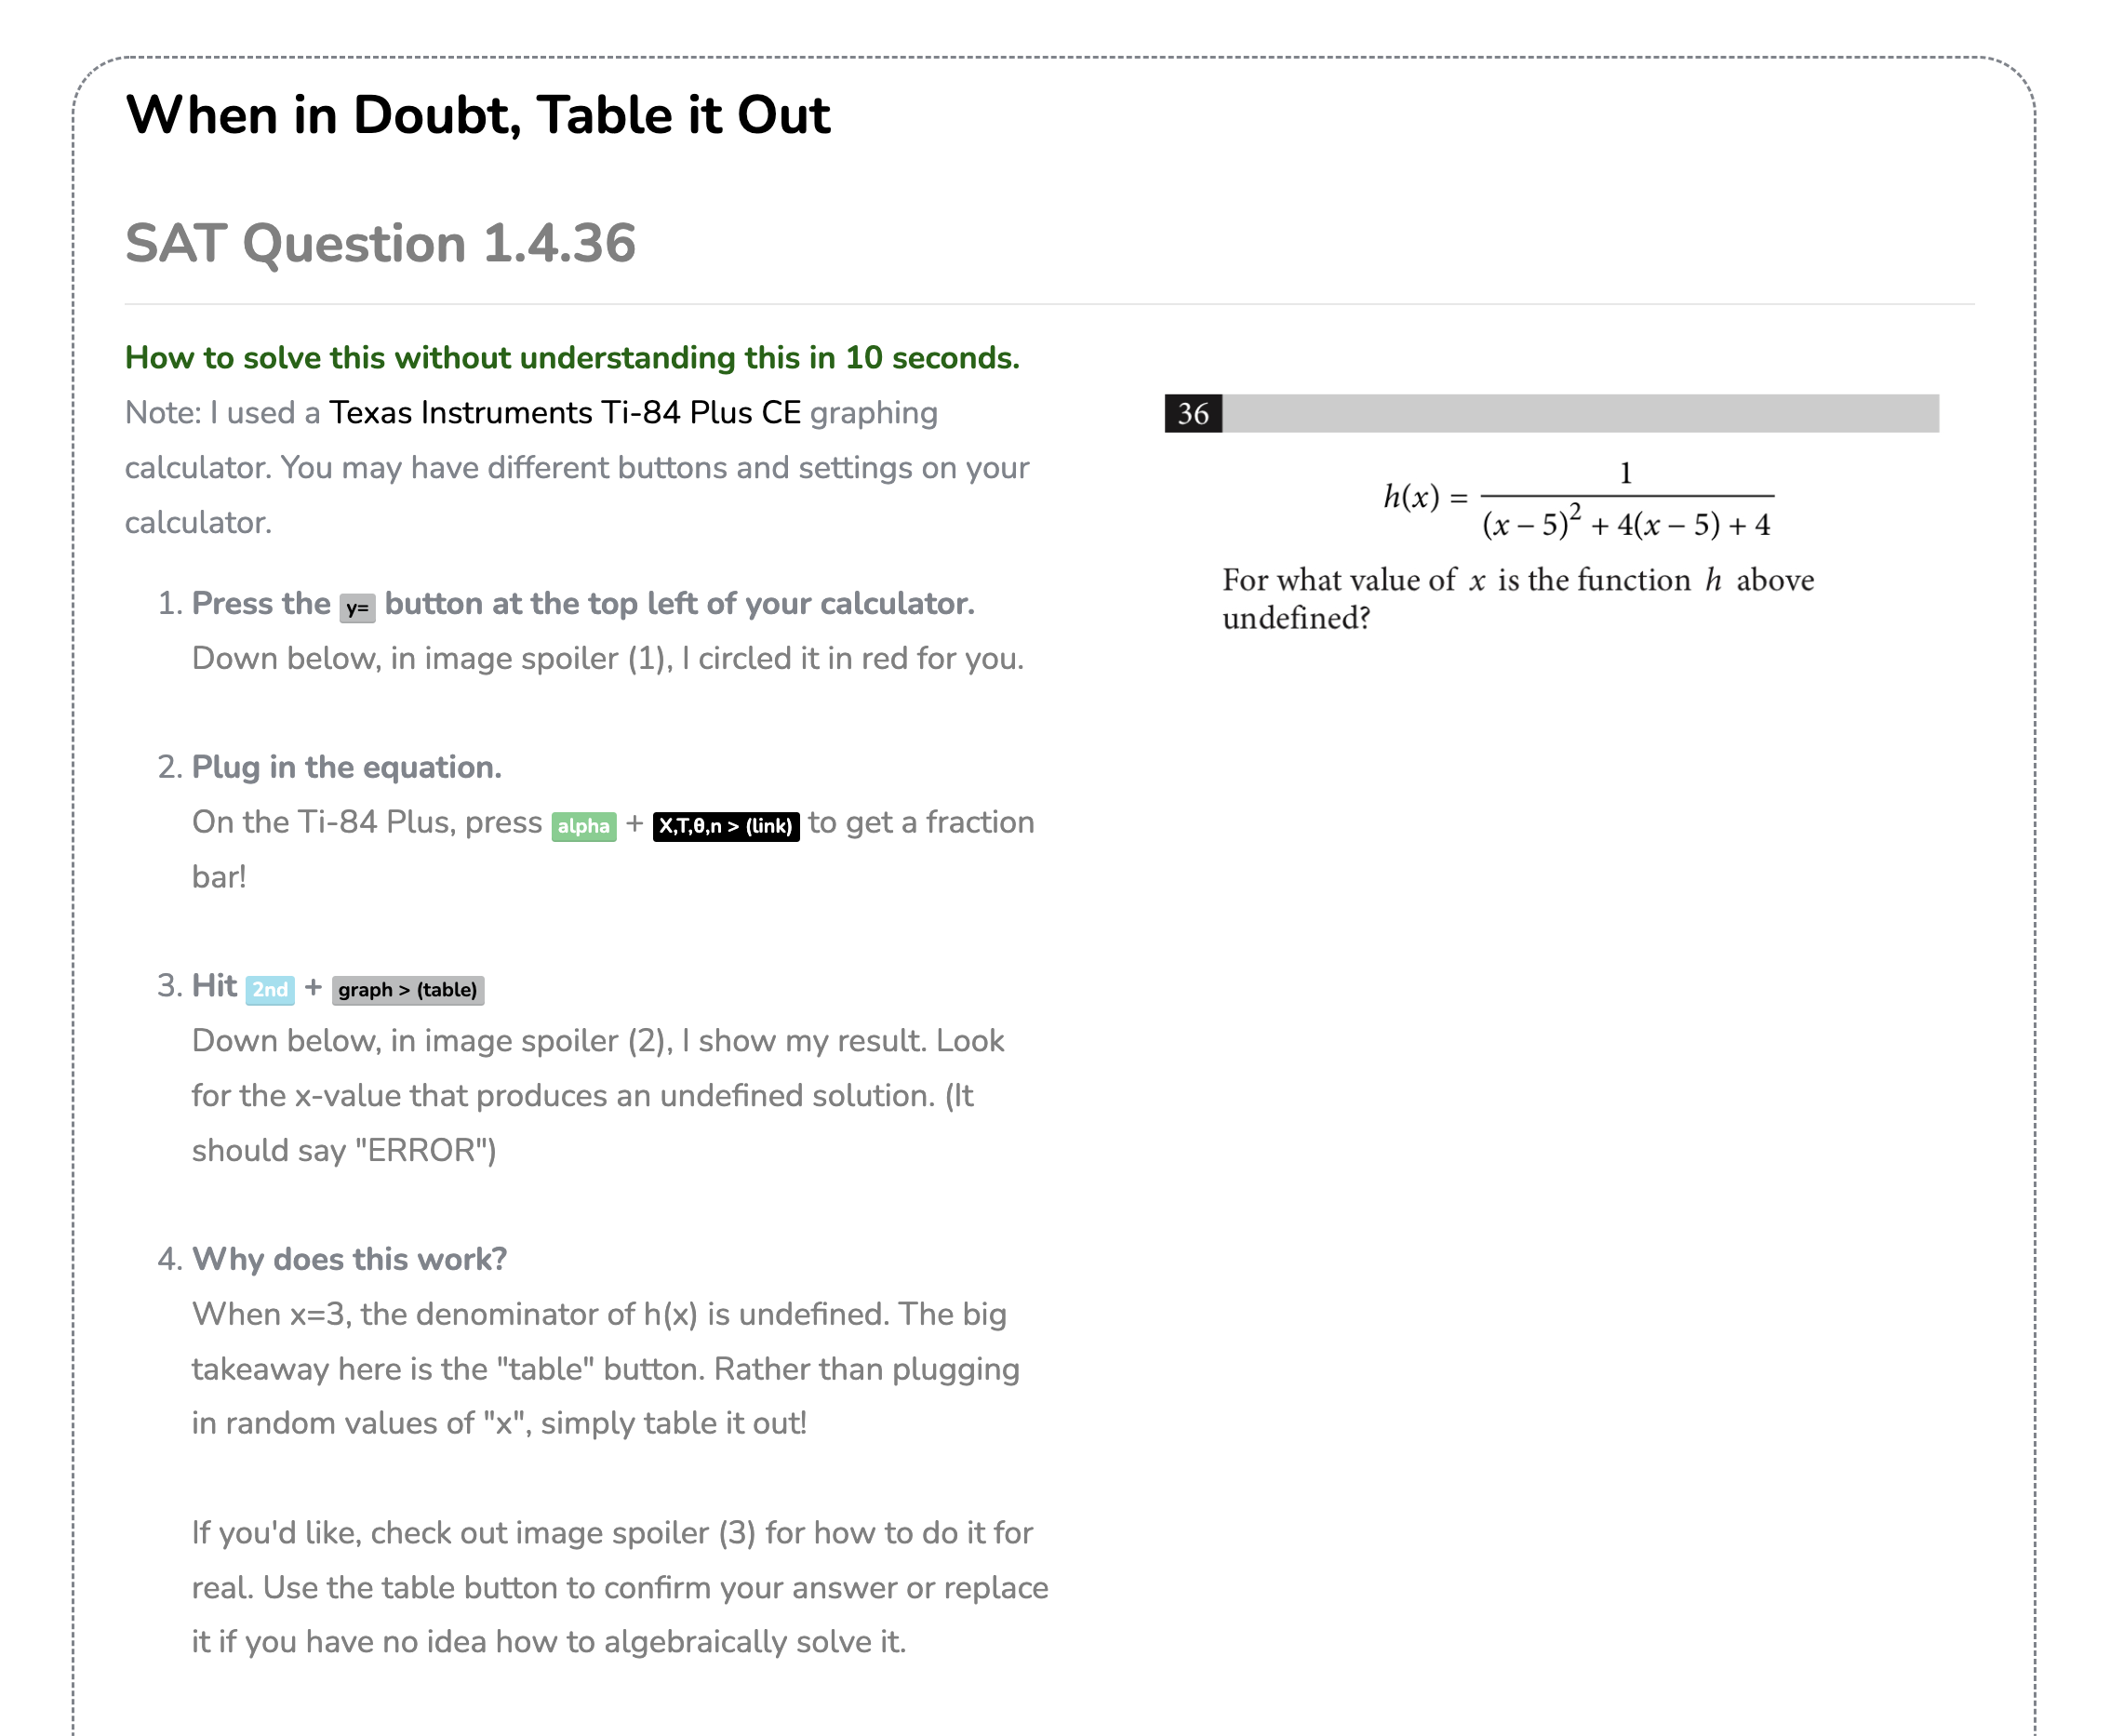 When in Doubt, Table it Out
SAT Question 1.4.36
How to solve this without understanding this in 10 seconds.
Note: I used a Texas Instruments Ti-84 Plus CE graphing
calculator. You may have different buttons and settings on your
calculator.
1. Press the y= button at the top left of your calculator.
Down below, in image spoiler (1), I circled it in red for you.
2. Plug in the equation.
On the Ti-84 Plus, press alpha + X,T,θ,n > (link) to get a fraction
bar!
3. Hit 2nd + graph > (table)
Down below, in image spoiler (2), I show my result. Look
for the x-value that produces an undefined solution. (It
should say "ERROR")
4. Why does this work?
When x=3, the denominator of h(x) is undefined. The big
takeaway here is the "table" button. Rather than plugging
in random values of "x", simply table it out!
If you'd like, check out image spoiler (3) for how to do it for
real. Use the table button to confirm your answer or replace
it if you have no idea how to algebraically solve it.
36
1
h(x) =
(x – 5)² + 4(x – 5) + 4
For what value of x is the function h above
undefined?